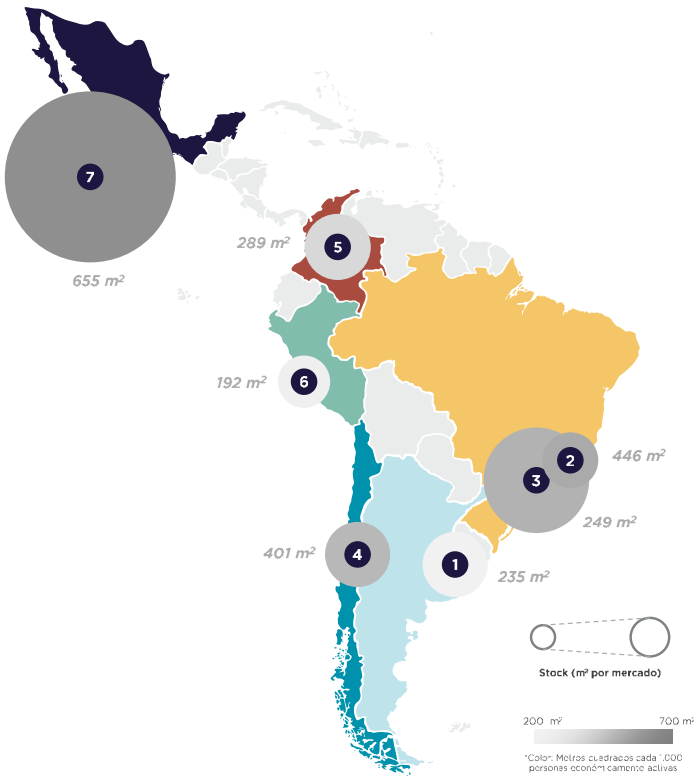 7
655 m²
289 m²
5
192 m²
6
2
446 m²
3
249 m²
401 m²
4
1
235 m²
Stock (m² por mercado)
200 m²
700 m²
*Color: Metros cuadrados cada 1.000
personas económicamente activas